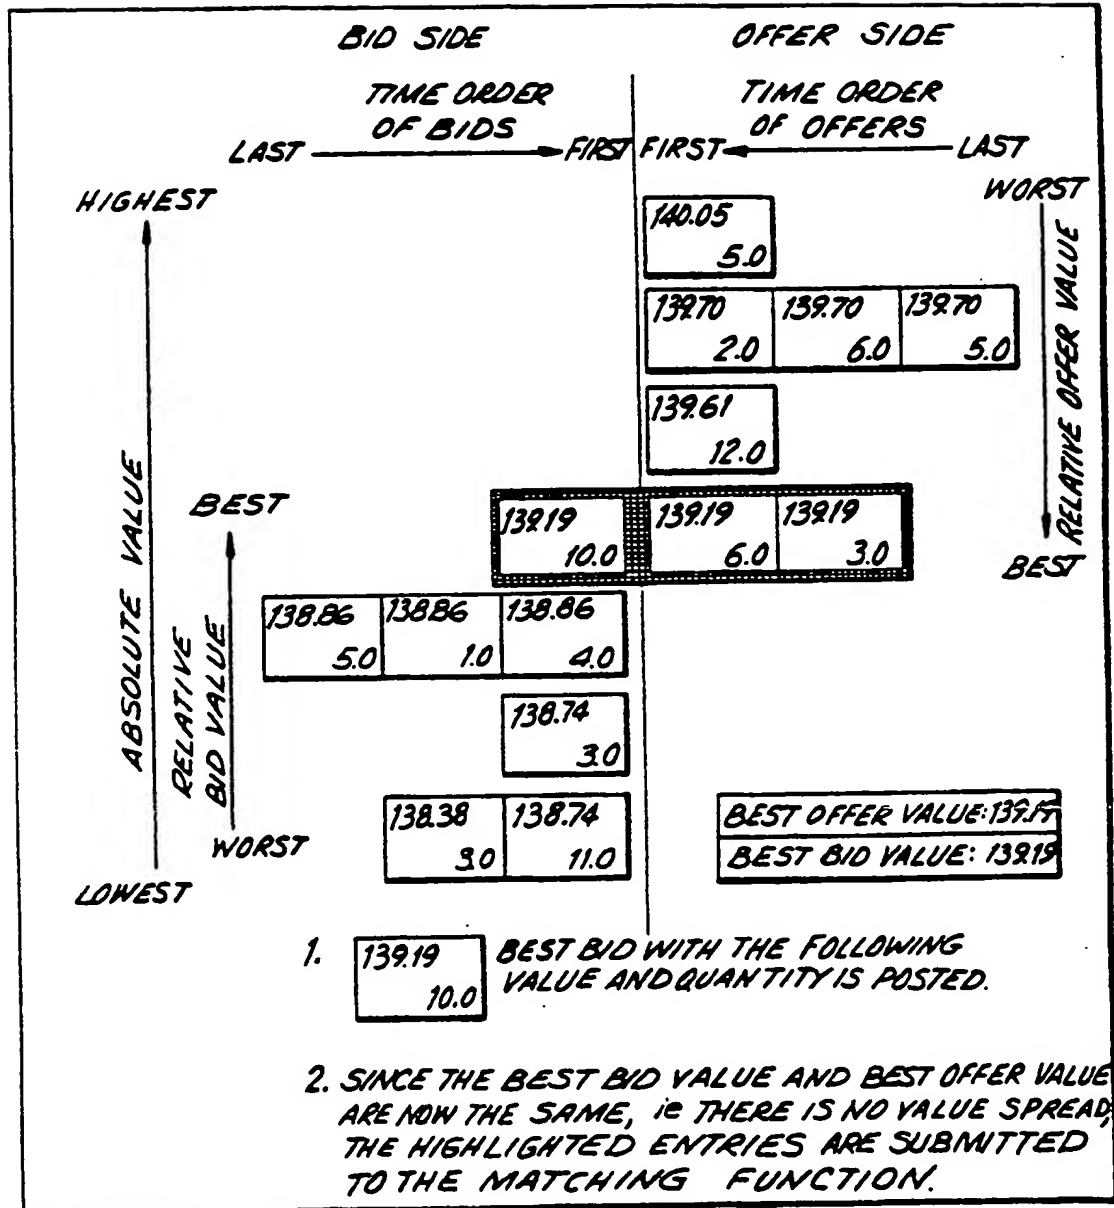 BID SIDE OFFER SIDE
TIME ORDER OF BIDS TIME ORDER OF OFFERS
LAST FIRST FIRST LAST
HIGHEST WORST
140.05
5.0
139.70 139.70 139.70
2.0 6.0 5.0
RELATIVE OFFER VALUE
139.61
12.0
ABSOLUTE VALUE
BEST
139.19 139.19 139.19
10.0 6.0 3.0
BEST
138.86 138.86 138.86
5.0 1.0 4.0
RELATIVE
BID VALUE
138.74
3.0
138.38 138.74
3.0 11.0
WORST
LOWEST
BEST OFFER VALUE: 139.19
BEST BID VALUE: 139.19
1. 139.19 BEST BID WITH THE FOLLOWING
10.0 VALUE AND QUANTITY IS POSTED.
2. SINCE THE BEST BID VALUE AND BEST OFFER VALUE
ARE NOW THE SAME, ie THERE IS NO VALUE SPREAD,
THE HIGHLIGHTED ENTRIES ARE SUBMITTED
TO THE MATCHING FUNCTION.